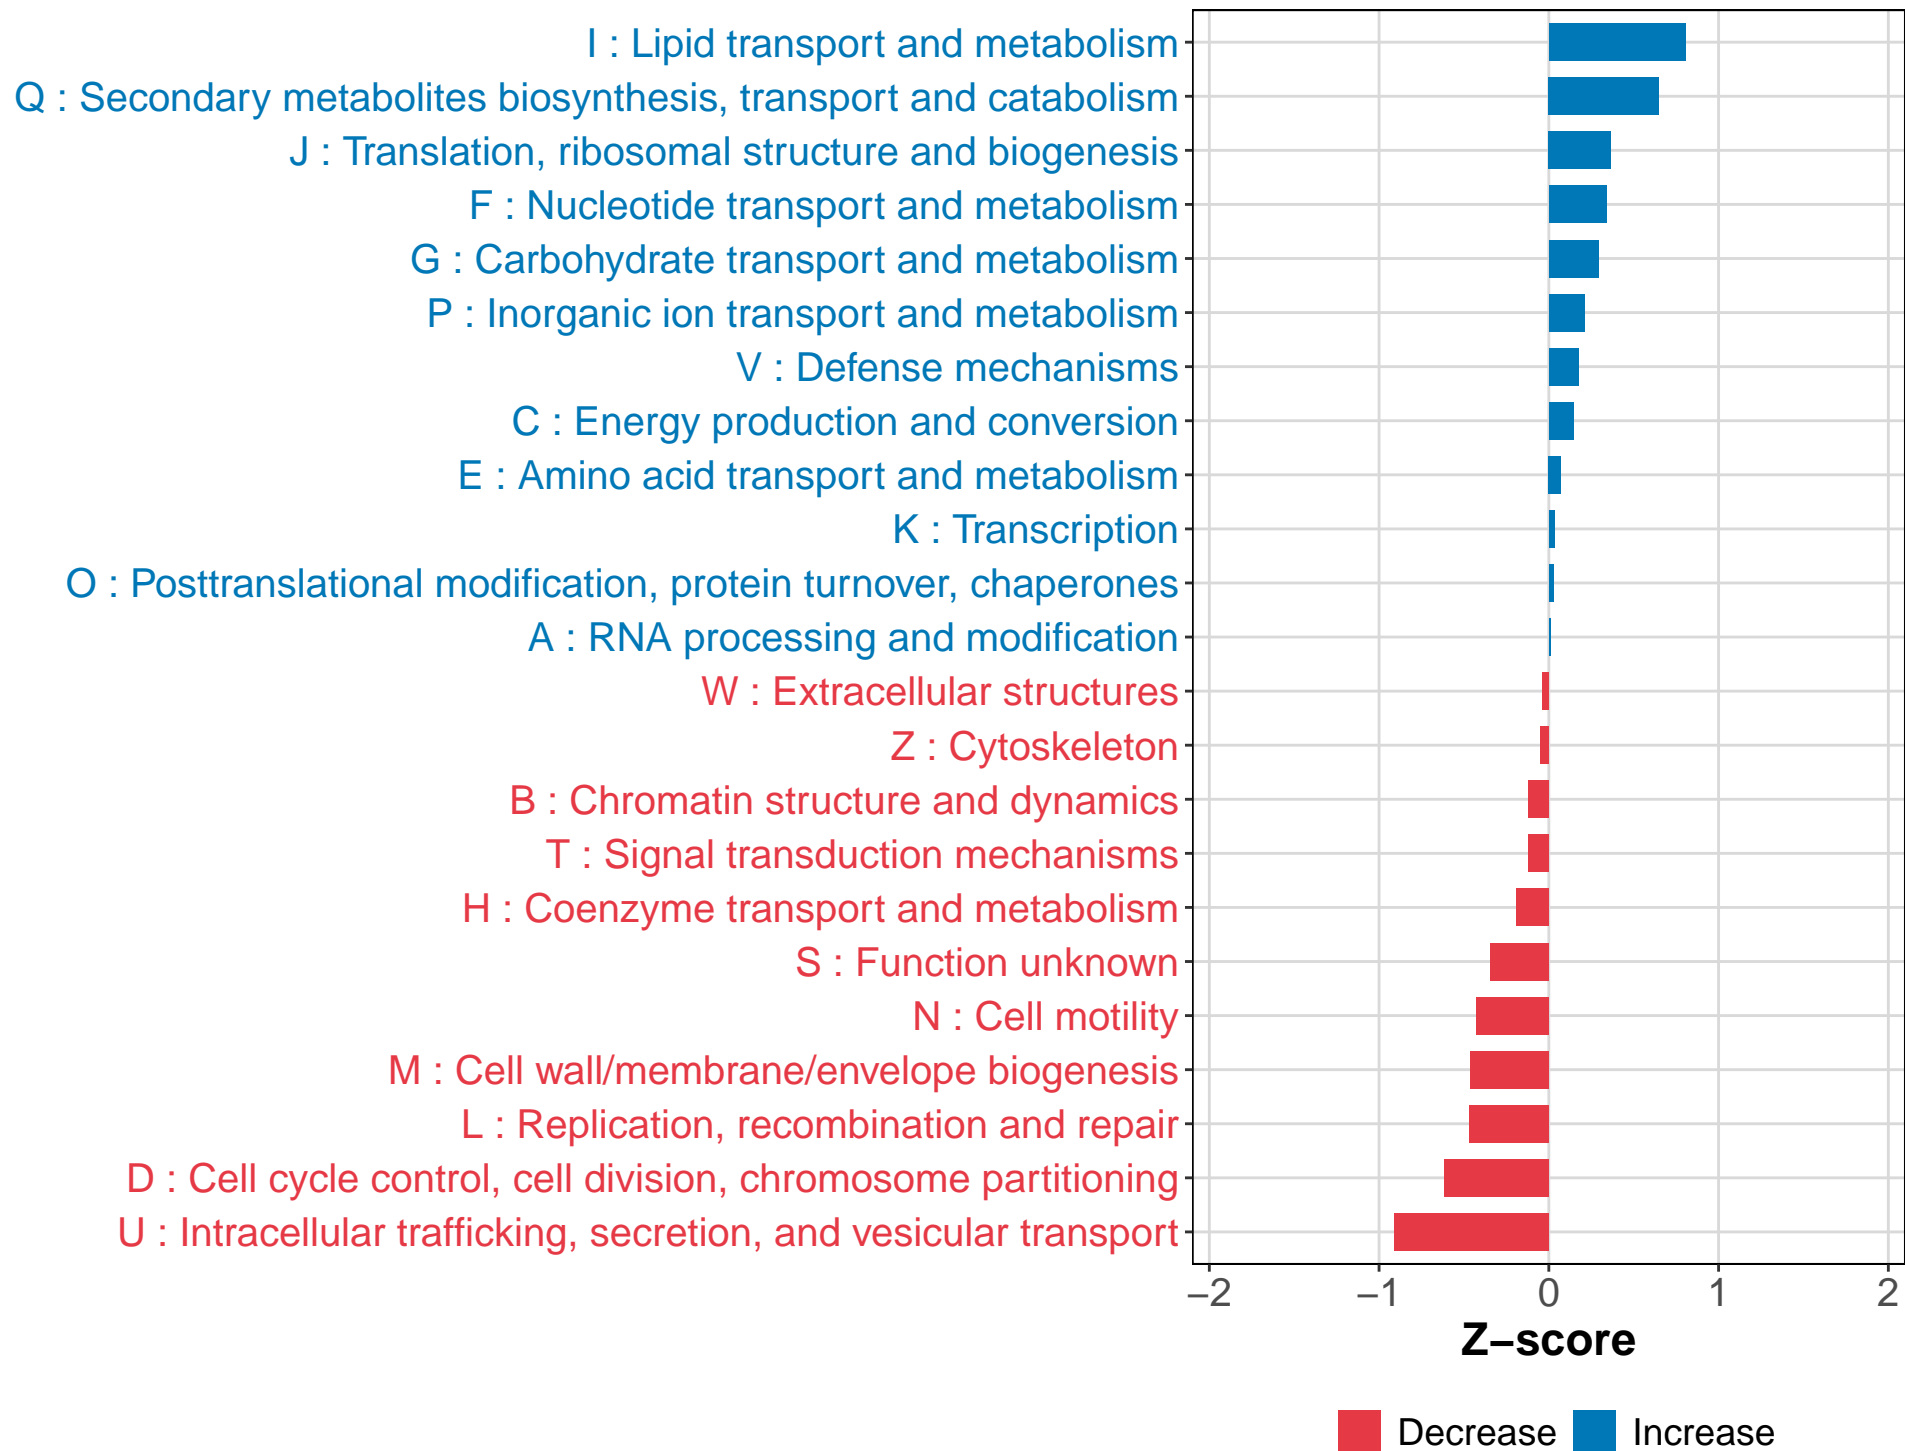 I : Lipid transport and metabolism
Q : Secondary metabolites biosynthesis, transport and catabolism
J : Translation, ribosomal structure and biogenesis
F : Nucleotide transport and metabolism
G : Carbohydrate transport and metabolism
P : Inorganic ion transport and metabolism
V : Defense mechanisms
C : Energy production and conversion
E : Amino acid transport and metabolism
K : Transcription
O : Posttranslational modification, protein turnover, chaperones
A : RNA processing and modification
W : Extracellular structures
Z : Cytoskeleton
B : Chromatin structure and dynamics
T : Signal transduction mechanisms
H : Coenzyme transport and metabolism
S : Function unknown
N : Cell motility
M : Cell wall/membrane/envelope biogenesis
L : Replication, recombination and repair
D : Cell cycle control, cell division, chromosome partitioning
U : Intracellular trafficking, secretion, and vesicular transport
−2 −1 0 1 2
Z−score
Decrease Increase